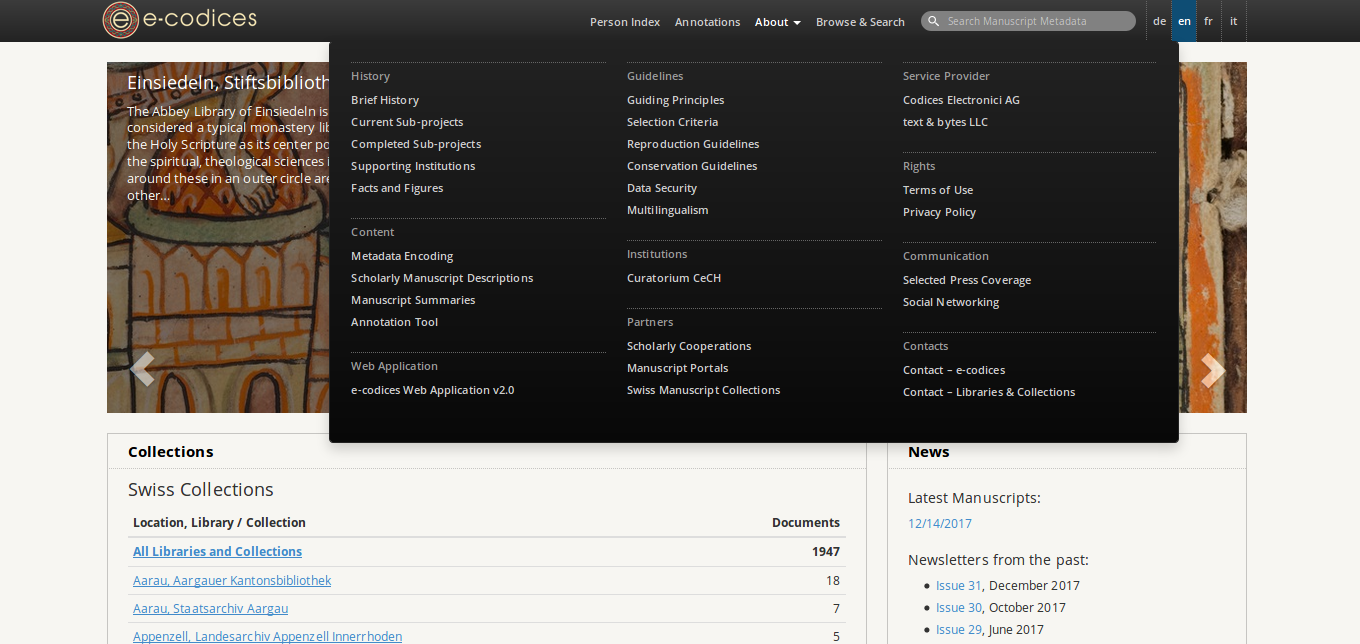 e-codices
Person Index
Annotations
About
Browse & Search
Search Manuscript Metadata
de
en
fr
it
Einsiedeln, Stiftsbiblioth
The Abbey Library of Einsiedeln is
considered a typical monastery lib
the Holy Scripture as its center po
the spiritual, theological sciences i
around these in an outer circle are
other...
History
Brief History
Current Sub-projects
Completed Sub-projects
Supporting Institutions
Facts and Figures
Content
Metadata Encoding
Scholarly Manuscript Descriptions
Manuscript Summaries
Annotation Tool
Web Application
e-codices Web Application v2.0
Guidelines
Guiding Principles
Selection Criteria
Reproduction Guidelines
Conservation Guidelines
Data Security
Multilingualism
Institutions
Curatorium CeCH
Partners
Scholarly Cooperations
Manuscript Portals
Swiss Manuscript Collections
Service Provider
Codices Electronici AG
text & bytes LLC
Rights
Terms of Use
Privacy Policy
Communication
Selected Press Coverage
Social Networking
Contacts
Contact – e-codices
Contact – Libraries & Collections
Collections
Swiss Collections
Location, Library / Collection Documents
All Libraries and Collections 1947
Aarau, Aargauer Kantonsbibliothek 18
Aarau, Staatsarchiv Aargau 7
Appenzell, Landesarchiv Appenzell Innerrhoden 5
News
Latest Manuscripts:
12/14/2017
Newsletters from the past:
Issue 31, December 2017
Issue 30, October 2017
Issue 29, June 2017